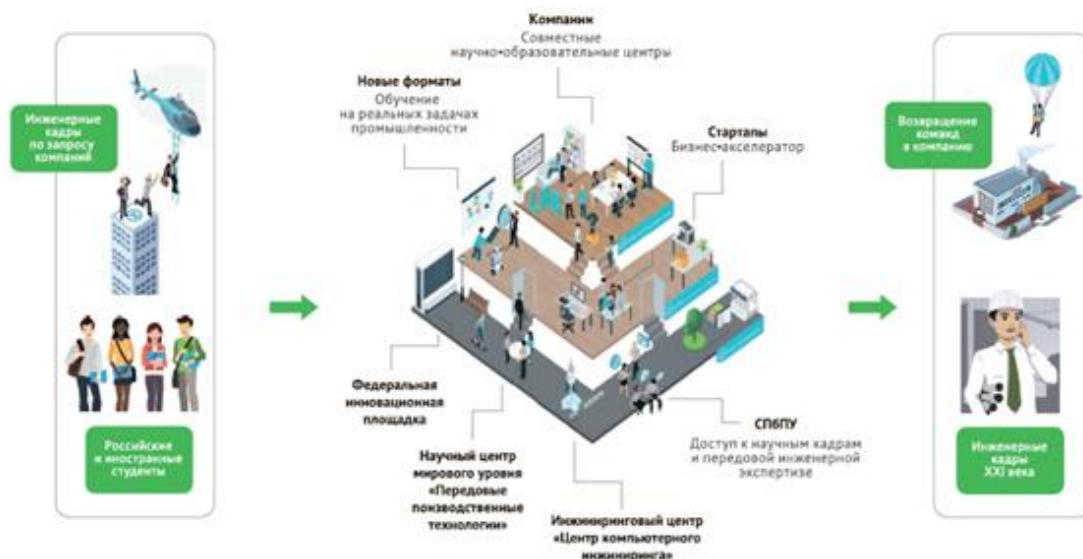 Инженерные
кадры
по запросу
компаний
Российские
и иностранные
студенты
Компании
Совместные
научно-образовательные центры
Новые форматы
Обучение
на реальных задачах
промышленности
Стартапы
Бизнес-акселератор
Федеральная
инновационная
площадка
Научный центр
мирового уровня
«Передовые
поизводственные
технологии»
Инжиниринговый центр
«Центр компьютерного
инжиниринга»
СПбПУ
Доступ к научным кадрам
и передовой инженерной
экспертизе
Возвращение
команд
в компанию
Инженерные
кадры
XXI века